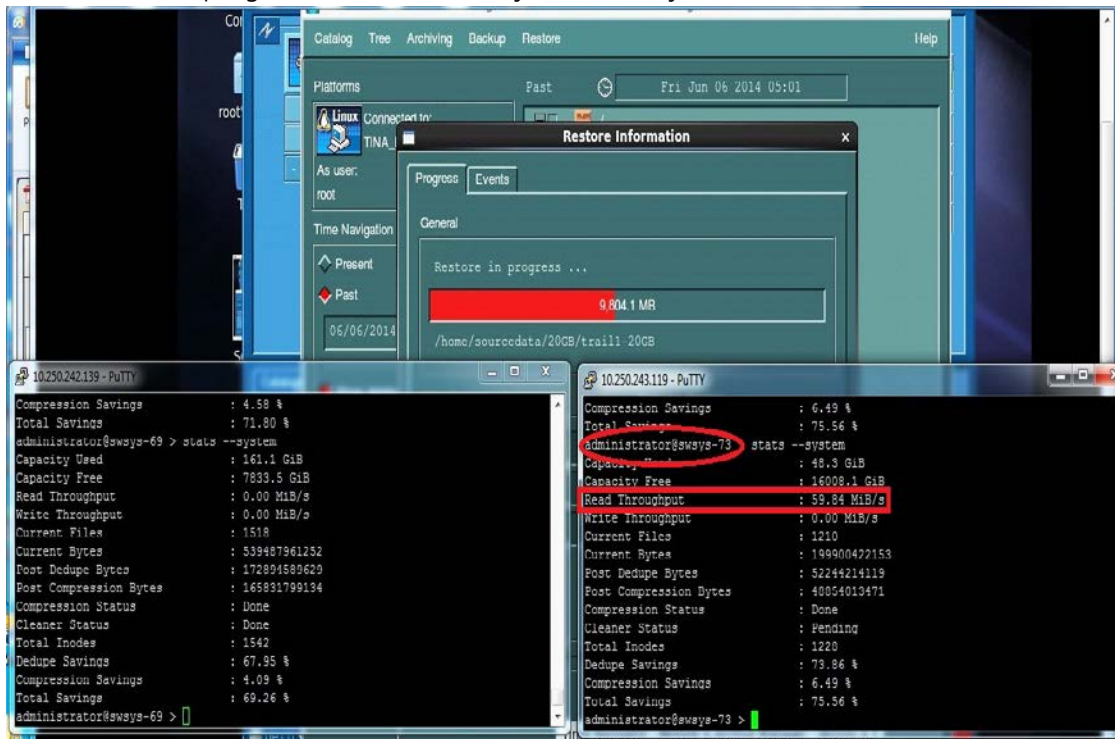 Catalog Tree Archiving Backup Restore Help
Platforms
Past Fri Jun 06 2014 05:01
Linux Connected to:
TINA_
As user:
root
Time Navigation
Present
Past
06/06/2014
Restore Information x
Progress Events
General
Restore in progress ...
9,804.1 MB
/home/sourcedata/20GB/trail1-20GB
10.250.242.139 - PuTTY
Compression Savings : 4.58 %
Total Savings : 71.80 %
administrator@swsys-69 > stats --system
Capacity Used : 161.1 GiB
Capacity Free : 7833.5 GiB
Read Throughput : 0.00 MiB/s
Write Throughput : 0.00 MiB/s
Current Files : 1518
Current Bytes : 539487961252
Post Dedupe Bytes : 172894589629
Post Compression Bytes : 165831799134
Compression Status : Done
Cleaner Status : Done
Total Inodes : 1542
Dedupe Savings : 67.95 %
Compression Savings : 4.09 %
Total Savings : 69.26 %
administrator@swsys-69 >
10.250.243.119 - PuTTY
Compression Savings : 6.49 %
Total Savings : 75.56 %
administrator@swsys-73 stats --system
Capacity Used : 48.3 GiB
Capacity Free : 16008.1 GiB
Read Throughput : 59.84 MiB/s
Write Throughput : 0.00 MiB/s
Current Files : 1210
Current Bytes : 199900422153
Post Dedupe Bytes : 52244214119
Post Compression Bytes : 48854013471
Compression Status : Done
Cleaner Status : Pending
Total Inodes : 1220
Dedupe Savings : 73.86 %
Compression Savings : 6.49 %
Total Savings : 75.56 %
administrator@swsys-73 >